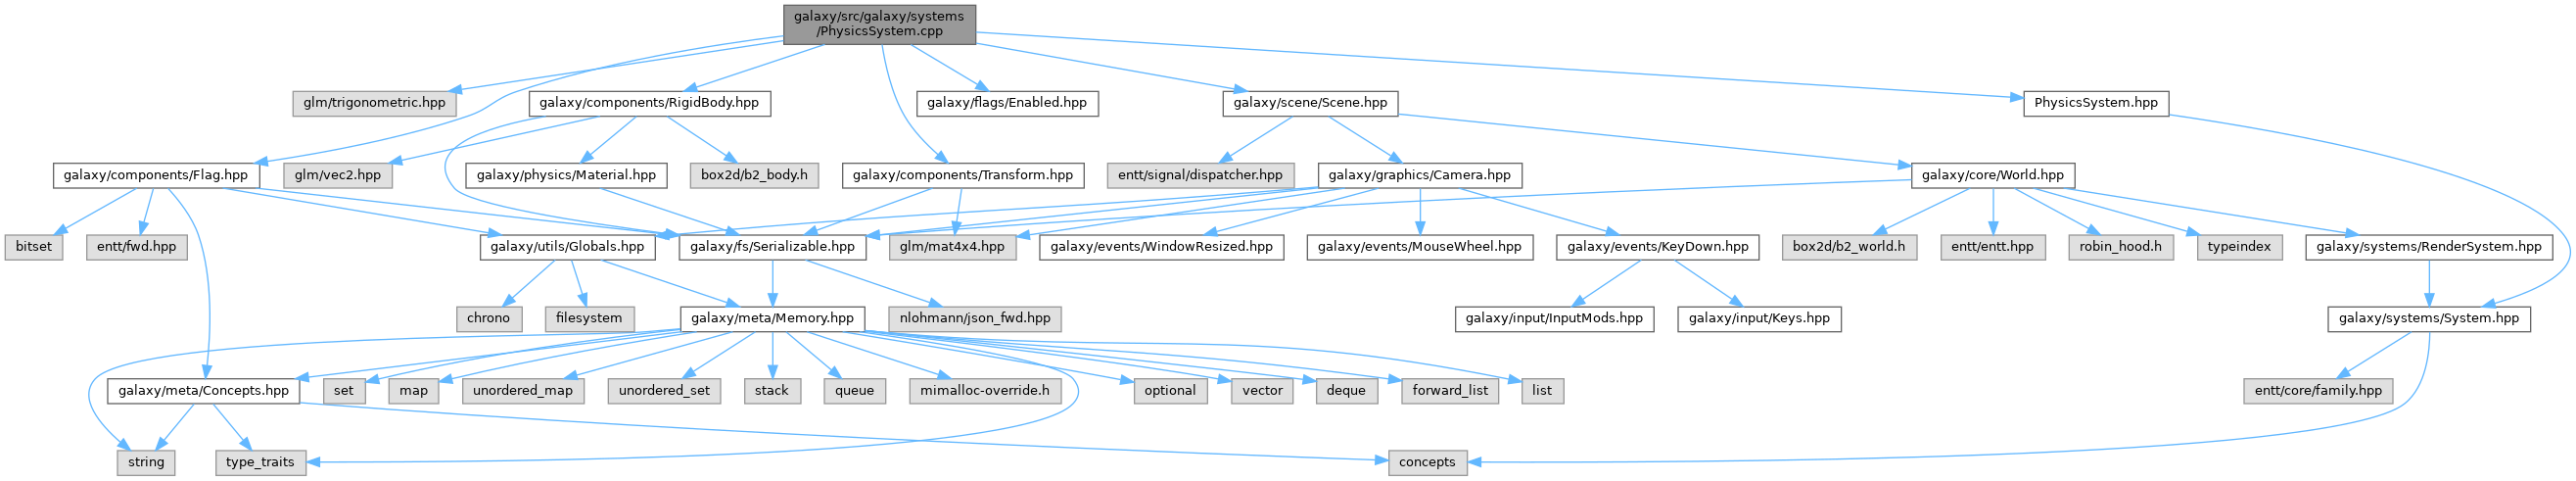 galaxy/src/galaxy/systems
/PhysicsSystem.cpp
glm/trigonometric.hpp
galaxy/components/RigidBody.hpp
galaxy/flags/Enabled.hpp
galaxy/scene/Scene.hpp
PhysicsSystem.hpp
galaxy/components/Flag.hpp
glm/vec2.hpp
galaxy/physics/Material.hpp
box2d/b2_body.h
galaxy/components/Transform.hpp
entt/signal/dispatcher.hpp
galaxy/graphics/Camera.hpp
galaxy/core/World.hpp
bitset
entt/fwd.hpp
galaxy/utils/Globals.hpp
galaxy/fs/Serializable.hpp
glm/mat4x4.hpp
galaxy/events/WindowResized.hpp
galaxy/events/MouseWheel.hpp
galaxy/events/KeyDown.hpp
box2d/b2_world.h
entt/entt.hpp
robin_hood.h
typeindex
galaxy/systems/RenderSystem.hpp
chrono
filesystem
galaxy/meta/Memory.hpp
nlohmann/json_fwd.hpp
galaxy/input/InputMods.hpp
galaxy/input/Keys.hpp
galaxy/systems/System.hpp
galaxy/meta/Concepts.hpp
set
map
unordered_map
unordered_set
stack
queue
mimalloc-override.h
optional
vector
deque
forward_list
list
entt/core/family.hpp
string
type_traits
concepts